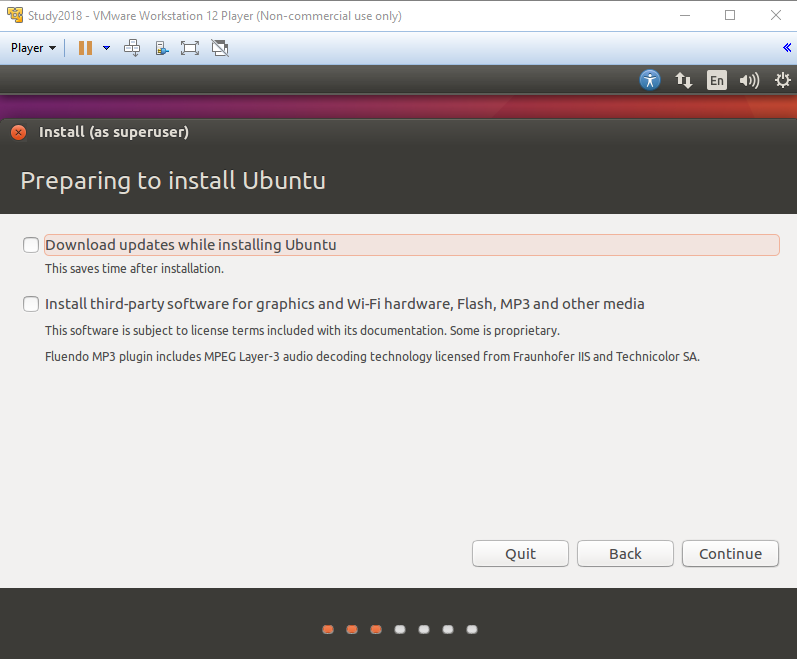 Study2018 - VMware Workstation 12 Player (Non-commercial use only)
Player
En
Install (as superuser)
Preparing to install Ubuntu
Download updates while installing Ubuntu
This saves time after installation.
Install third-party software for graphics and Wi-Fi hardware, Flash, MP3 and other media
This software is subject to license terms included with its documentation. Some is proprietary.
Fluendo MP3 plugin includes MPEG Layer-3 audio decoding technology licensed from Fraunhofer IIS and Technicolor SA.
Quit Back Continue